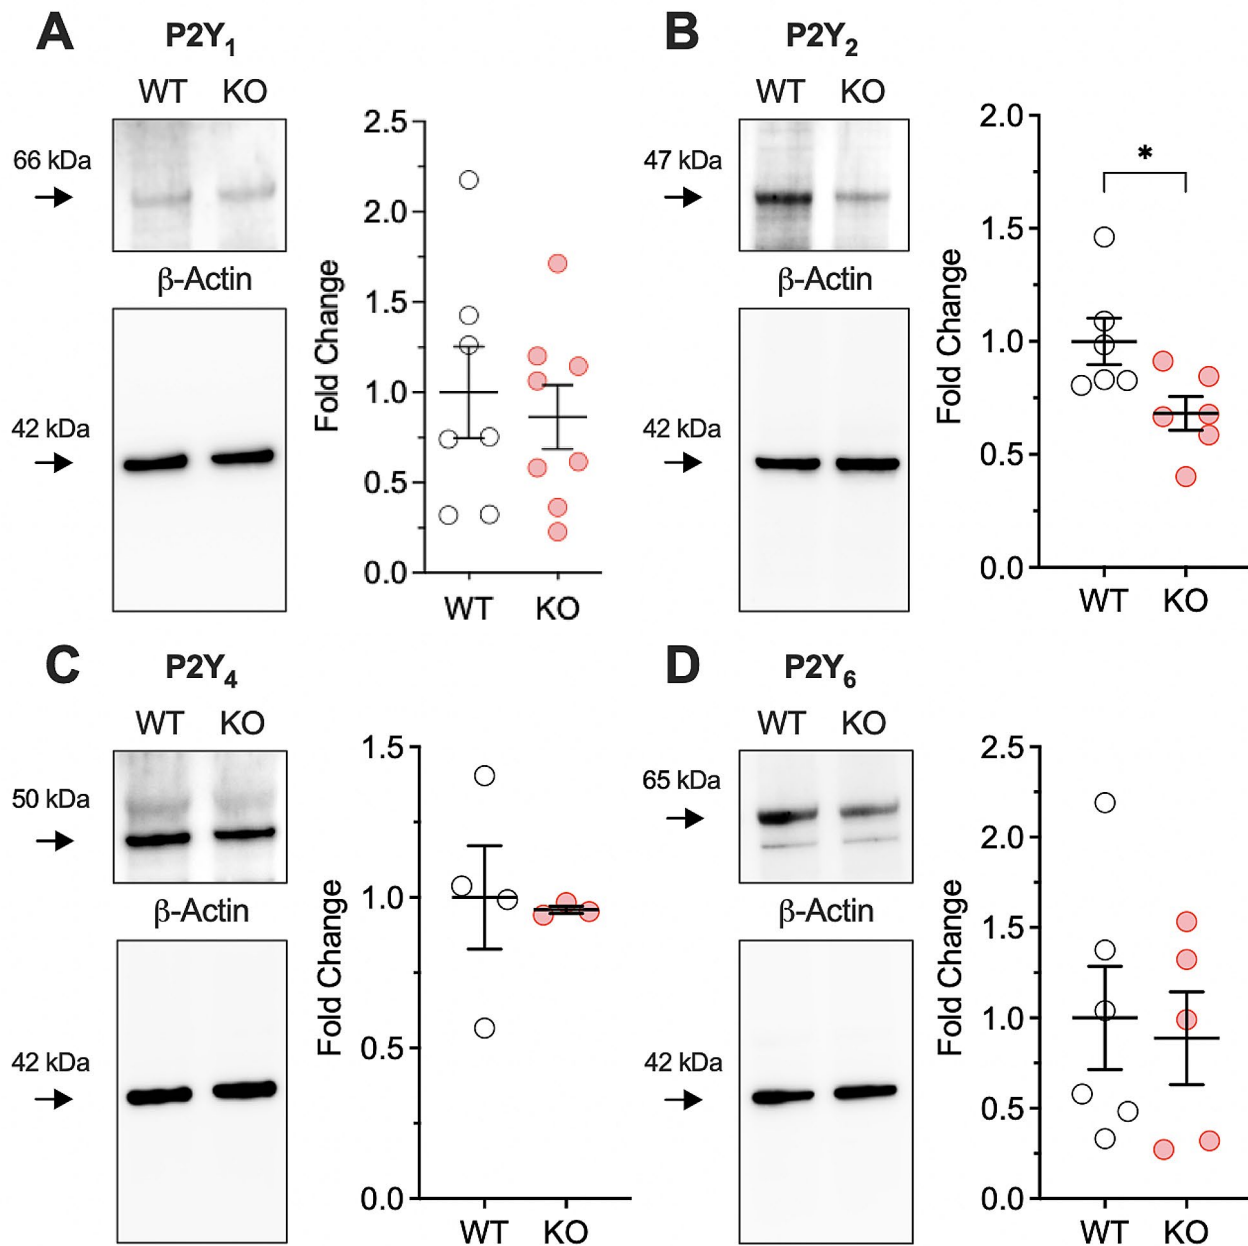 A
P2Y1
WT KO
66 kDa
β-Actin
42 kDa
Fold Change
2.5
2.0
1.5
1.0
0.5
0.0
WT KO
B
P2Y2
WT KO
47 kDa
β-Actin
42 kDa
Fold Change
2.0
1.5
1.0
0.5
0.0
*
WT KO
C
P2Y4
WT KO
50 kDa
β-Actin
42 kDa
Fold Change
1.5
1.0
0.5
0.0
WT KO
D
P2Y6
WT KO
65 kDa
β-Actin
42 kDa
Fold Change
2.5
2.0
1.5
1.0
0.5
0.0
WT KO